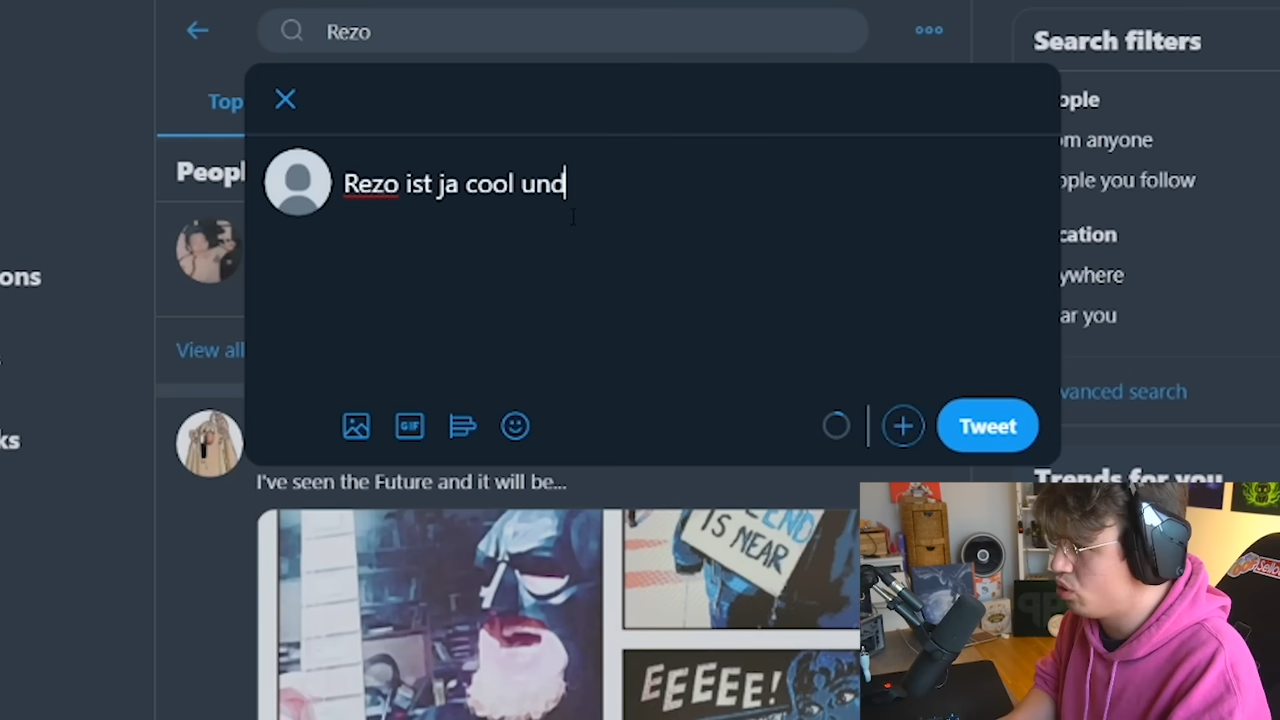 Rezo
Search filters
Top
ople
Rezo ist ja cool und
om anyone
Peopl
ople you follow
cation
ons
ywhere
ar you
View all
vanced search
ks
GIF
Tweet
I've seen the Future and it will be...
Trends for you
END
IS NEAR
EEEEE!